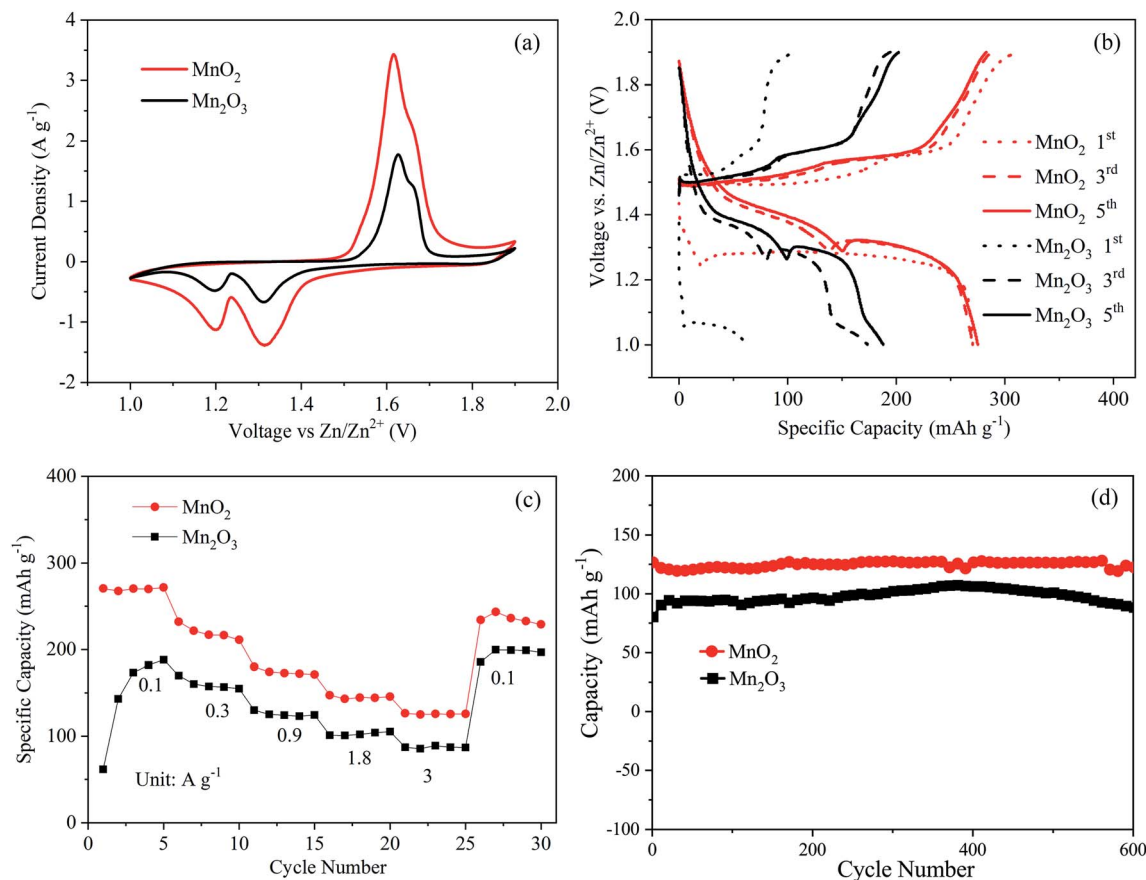 (a)
MnO2
Mn2O3
Current Density (A g-1)
4
3
2
1
0
-1
-2
1.0 1.2 1.4 1.6 1.8 2.0
Voltage vs Zn/Zn2+ (V)
(b)
Voltage vs. Zn/Zn2+ (V)
1.8
1.6
1.4
1.2
1.0
MnO2 1st
MnO2 3rd
MnO2 5th
Mn2O3 1st
Mn2O3 3rd
Mn2O3 5th
0 100 200 300 400
Specific Capacity (mAh g-1)
(c)
MnO2
Mn2O3
Specific Capacity (mAh g-1)
400
300
200
100
0
0.1
0.3
0.9
1.8
3
0.1
Unit: A g-1
0 5 10 15 20 25 30
Cycle Number
(d)
Capacity (mAh g-1)
200
150
100
50
0
-50
-100
MnO2
Mn2O3
0 200 400 600
Cycle Number